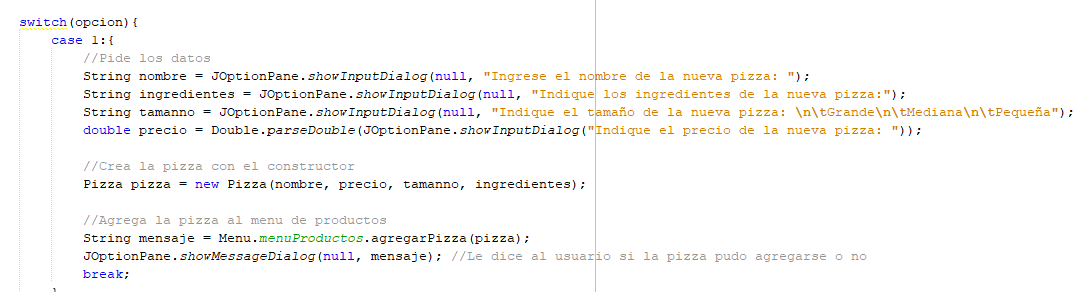 switch(opcion){
case 1:{
//Pide los datos
String nombre = JOptionPane.showInputDialog(null, "Ingrese el nombre de la nueva pizza: ");
String ingredientes = JOptionPane.showInputDialog(null, "Indique los ingredientes de la nueva pizza:");
String tamanno = JOptionPane.showInputDialog(null, "Indique el tamaño de la nueva pizza: \n\tGrande\n\tMediana\n\tPequeña");
double precio = Double.parseDouble(JOptionPane.showInputDialog("Indique el precio de la nueva pizza: "));
//Crea la pizza con el constructor
Pizza pizza = new Pizza(nombre, precio, tamanno, ingredientes);
//Agrega la pizza al menu de productos
String mensaje = Menu.menuProductos.agregarPizza(pizza);
JOptionPane.showMessageDialog(null, mensaje); //Le dice al usuario si la pizza pudo agregarse o no
break;